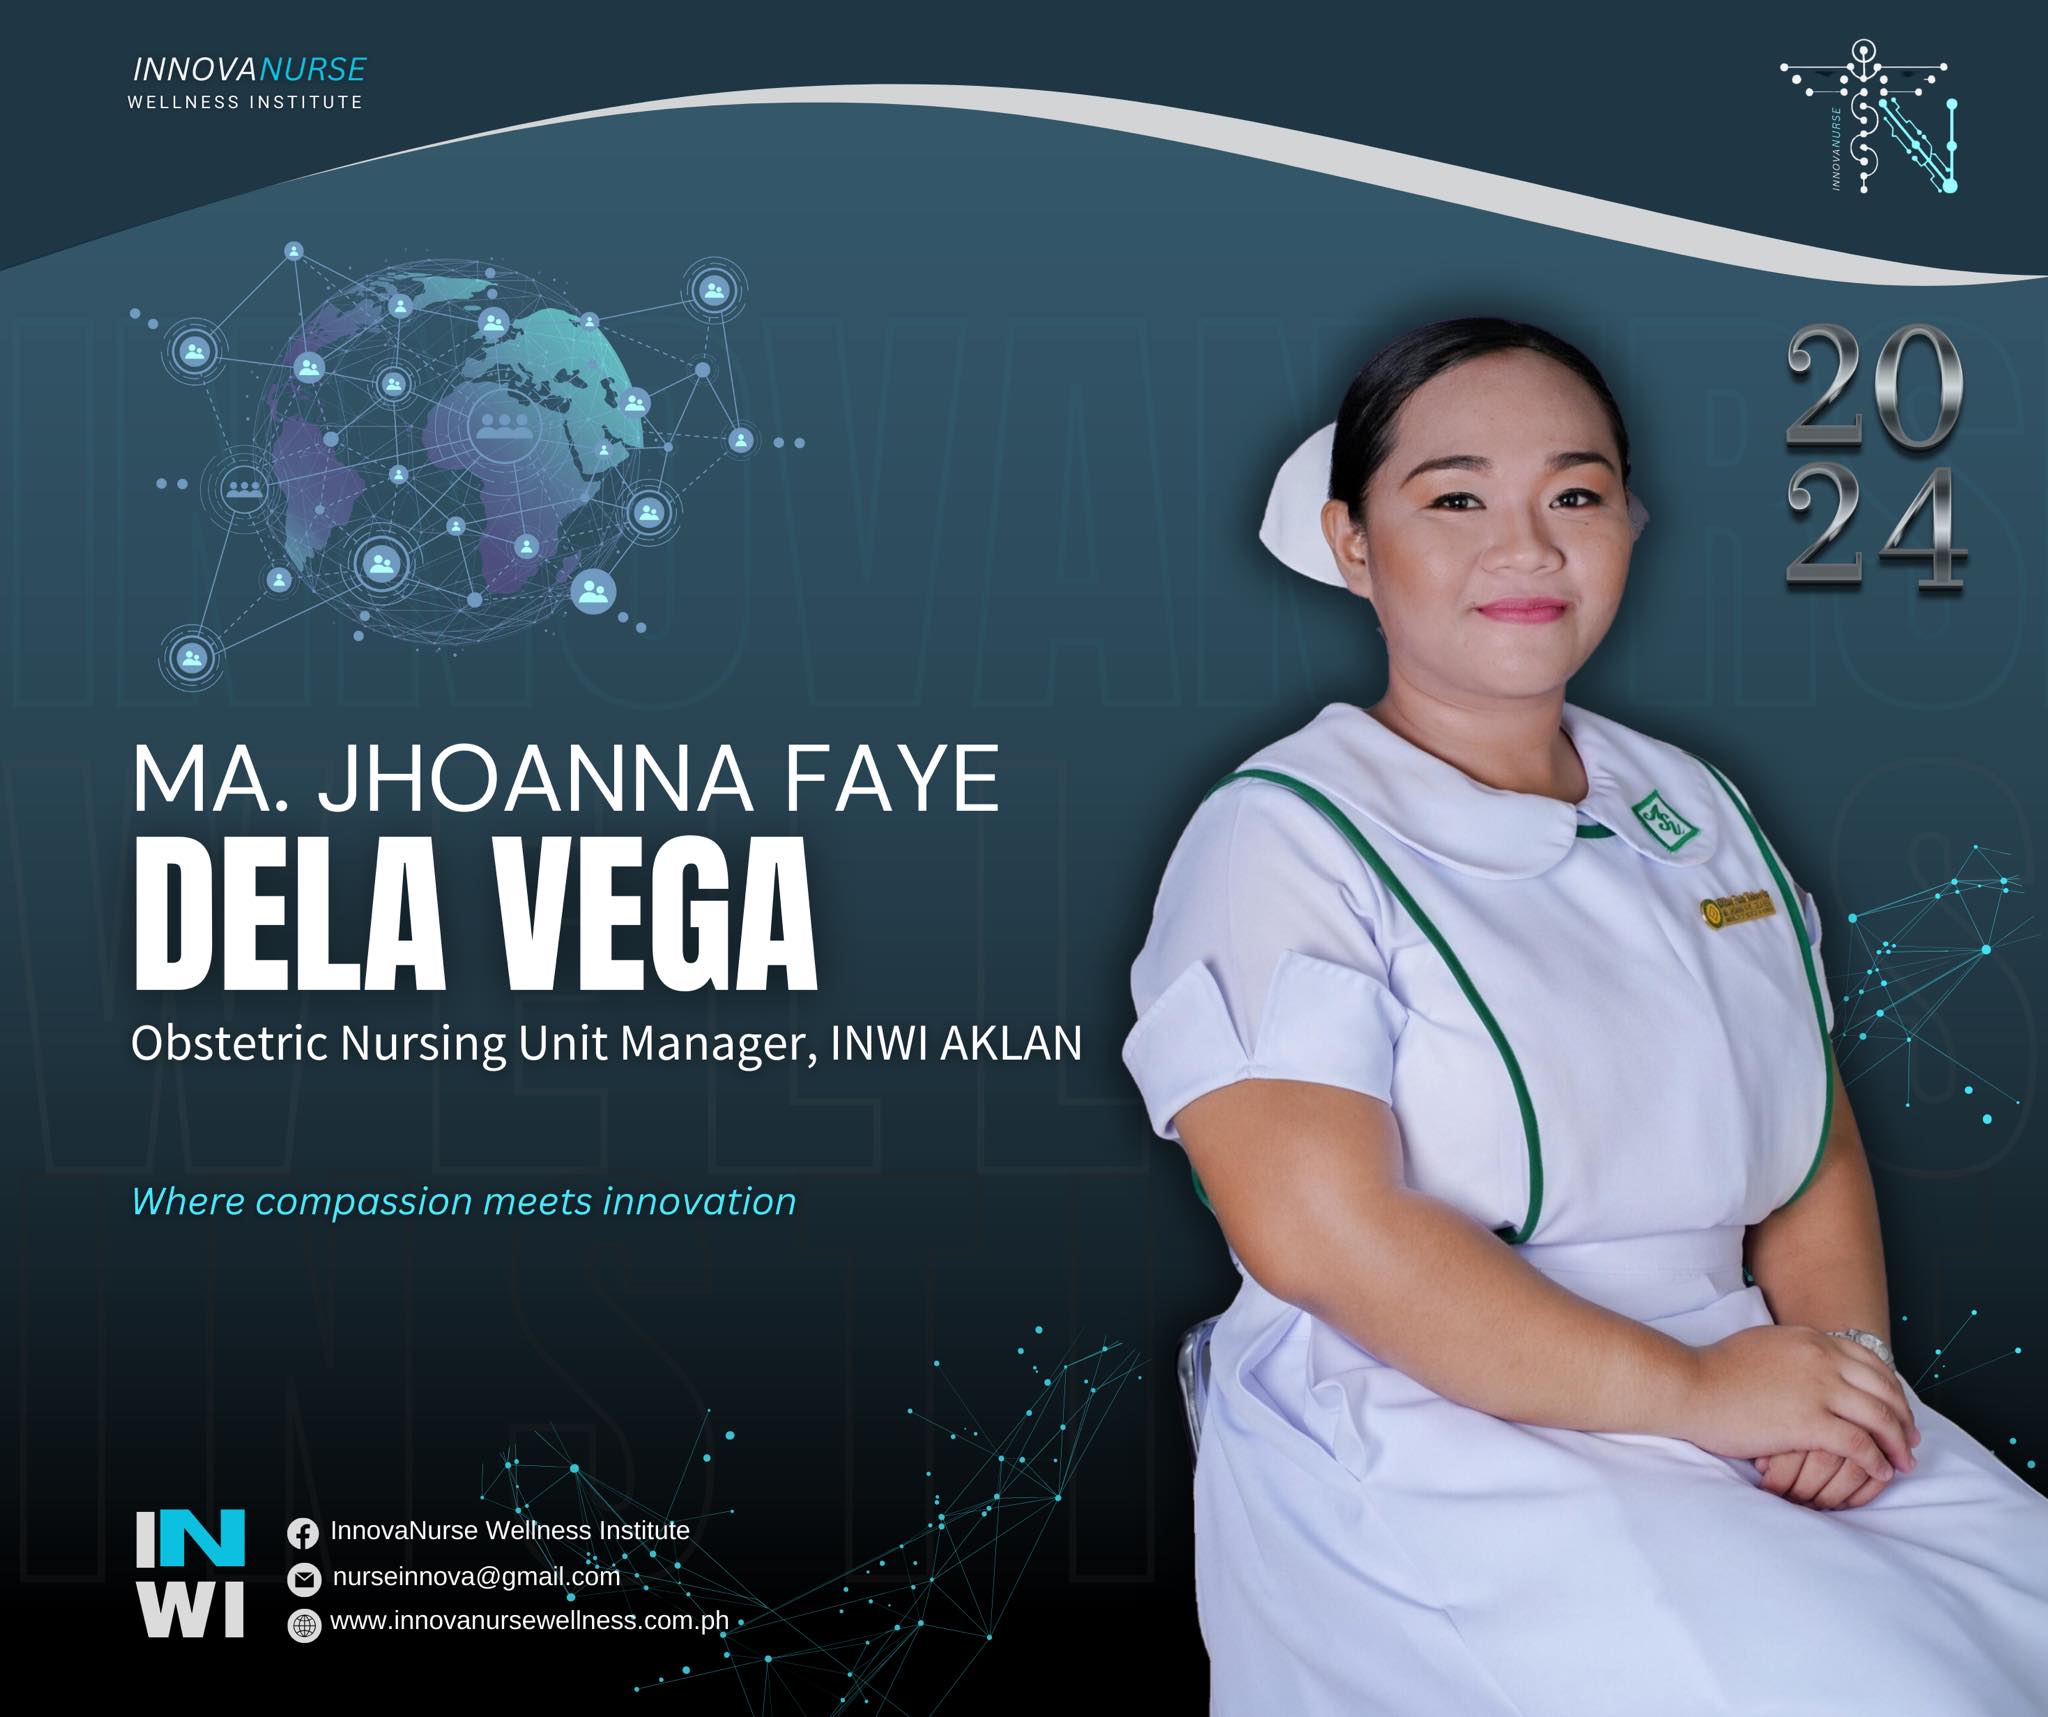 INNOVANURSE
WELLNESS INSTITUTE
INNOVANURSE
20
24
MA. JHOANNA FAYE
DELA VEGA
Obstetric Nursing Unit Manager, INWI AKLAN
Where compassion meets innovation
IN
WI
InnovaNurse Wellness Institute
nurseinnova@gmail.com
www.innovanursewellness.com.ph